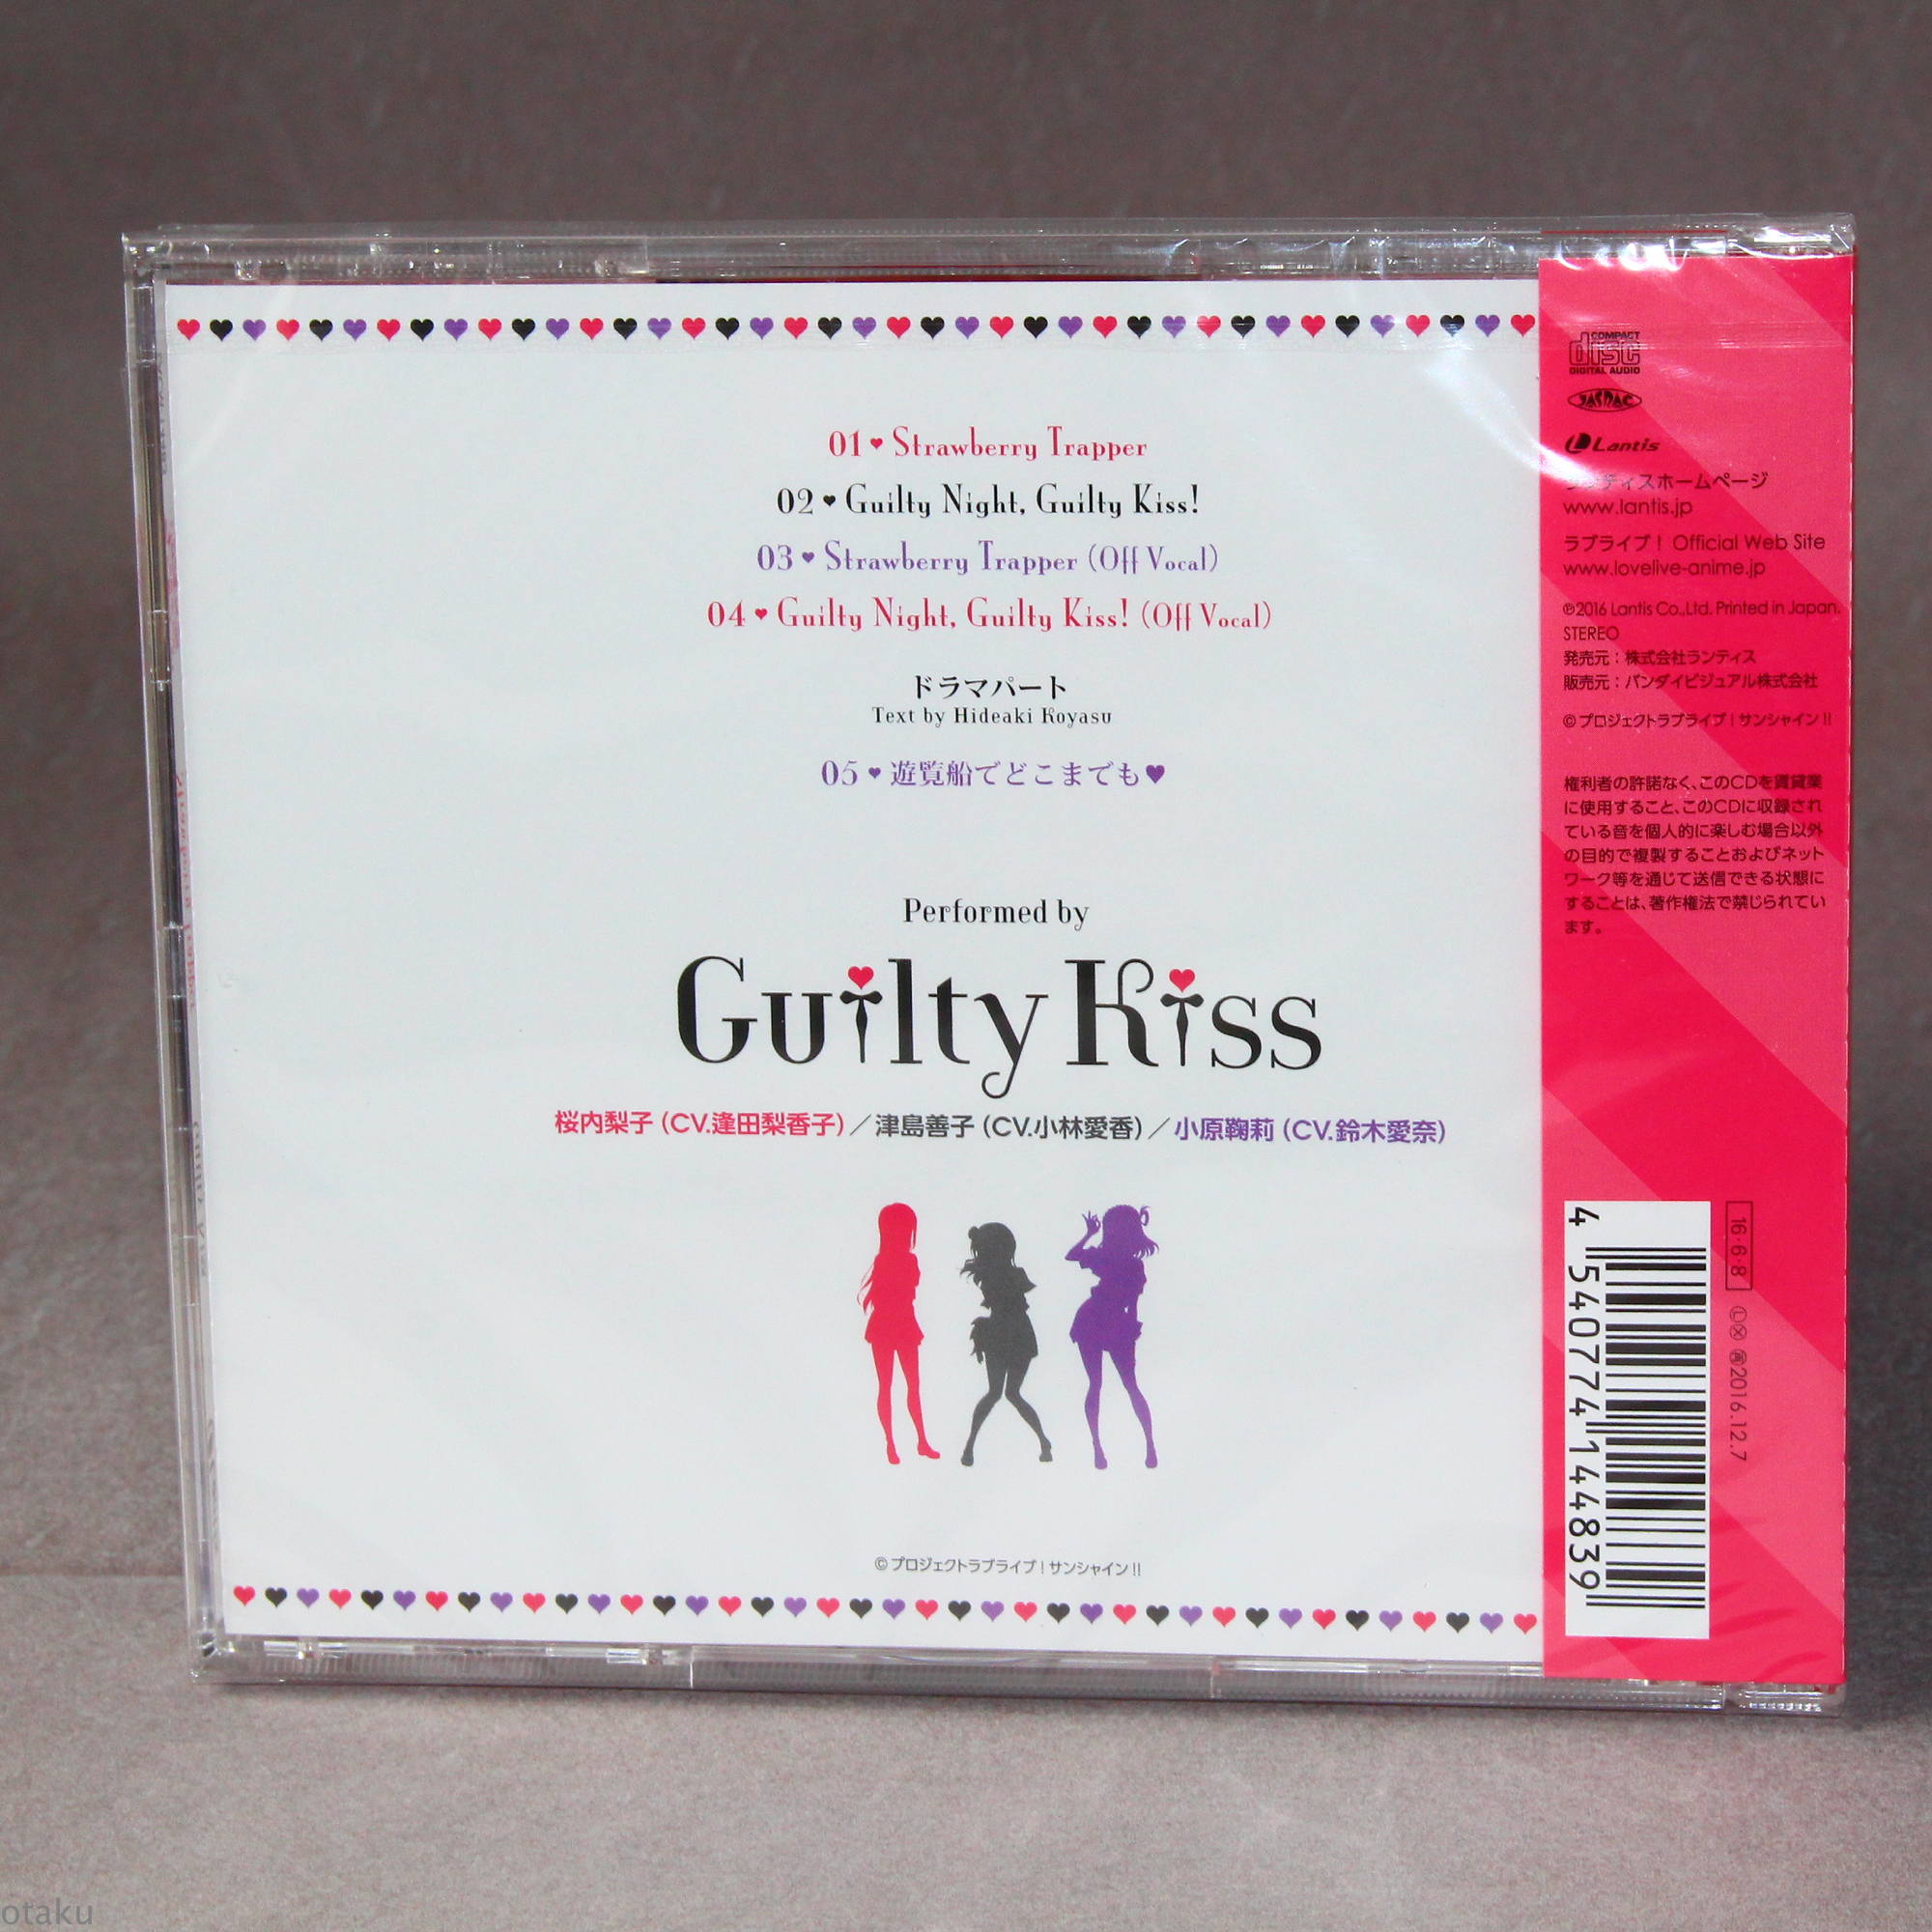 01♥Strawberry Trapper
02♥Guilty Night, Guilty Kiss!
03♥Strawberry Trapper (Off Vocal)
04♥Guilty Night, Guilty Kiss! (Off Vocal)
ドラマパート
Text by Hideaki Koyasu
05♥遊覧船でどこまでも♥
Performed by
Guilty Kiss
桜内梨子(CV.逢田梨香子)／津島善子(CV.小林愛香)／小原鞠莉(CV.鈴木愛奈)
©プロジェクトラブライブ！サンシャイン!!
COMPACT
disc
DIGITAL AUDIO
JASRAC
Lantis
ランティスホームページ
www.lantis.jp
ラブライブ！Official Web Site
www.lovelive-anime.jp
℗2016 Lantis Co.,Ltd. Printed in Japan.
STEREO
発売元：株式会社ランティス
販売元：バンダイビジュアル株式会社
©プロジェクトラブライブ！サンシャイン!!
権利者の許諾なく、このCDを賃貸業
に使用すること、このCDに収録され
ている音を個人的に楽しむ場合以外
の目的で複製することおよびネット
ワーク等を通じて送信できる状態に
することは、著作権法で禁じられてい
ます。
16・6・8
Ⓛ Ⓧ 2016.12.7
4 540774 144839
otaku